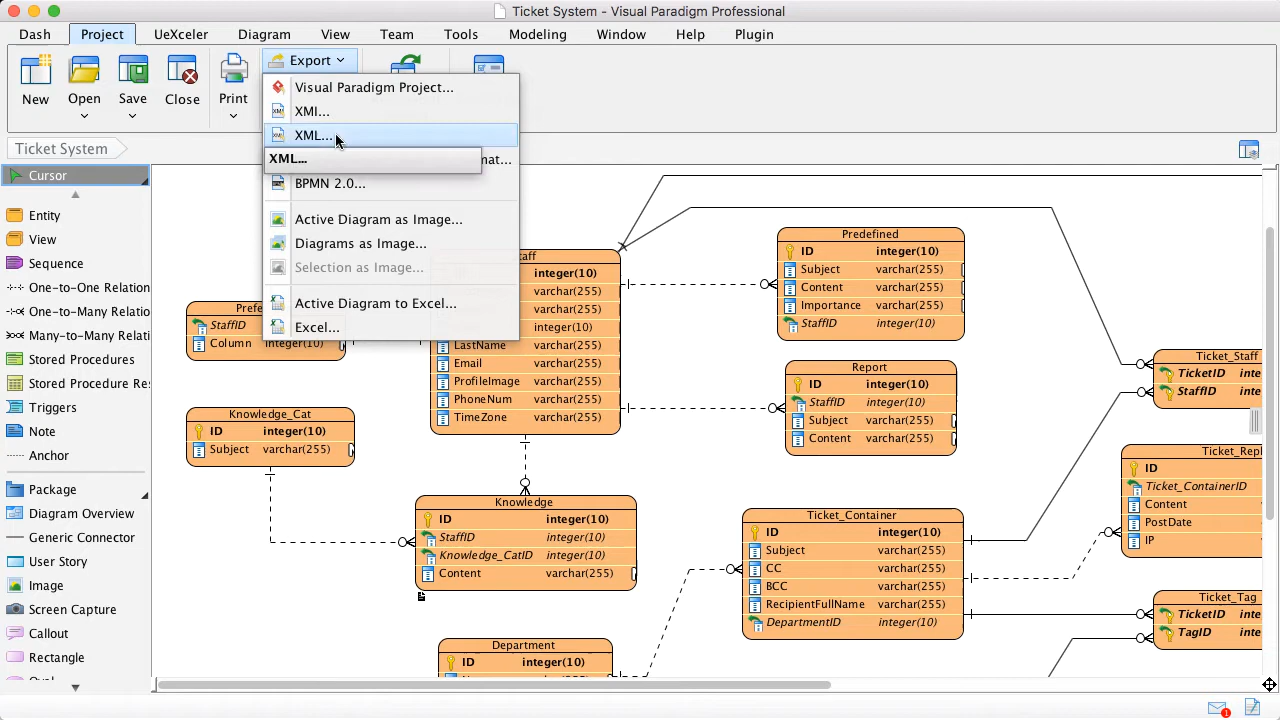 Ticket System - Visual Paradigm Professional
Dash Project UeXceler Diagram View Team Tools Modeling Window Help Plugin
New Open Save Close Print
Export
Visual Paradigm Project...
XMI...
XML...
XML...
mat...
BPMN 2.0...
Active Diagram as Image...
Diagrams as Image...
Selection as Image...
Active Diagram to Excel...
Excel...
Ticket System
Cursor
Entity
View
Sequence
One-to-One Relation
One-to-Many Relatio
Many-to-Many Relati
Stored Procedures
Stored Procedure Res
Triggers
Note
Anchor
Package
Diagram Overview
Generic Connector
User Story
Image
Screen Capture
Callout
Rectangle
Prefe
StaffID
Column integer(10)
Knowledge_Cat
ID integer(10)
Subject varchar(255)
aff
integer(10)
varchar(255)
varchar(255)
integer(10)
LastName varchar(255)
Email varchar(255)
ProfileImage varchar(255)
PhoneNum varchar(255)
TimeZone varchar(255)
Knowledge
ID integer(10)
StaffID integer(10)
Knowledge_CatID integer(10)
Content varchar(255)
Department
ID integer(10)
Predefined
ID integer(10)
Subject varchar(255)
Content varchar(255)
Importance varchar(255)
StaffID integer(10)
Report
ID integer(10)
StaffID integer(10)
Subject varchar(255)
Content varchar(255)
Ticket_Container
ID integer(10)
Subject varchar(255)
CC varchar(255)
BCC varchar(255)
RecipientFullName varchar(255)
DepartmentID integer(10)
Ticket_Staff
TicketID inte
StaffID inte
Ticket_Repl
ID
Ticket_ContainerID
Content
PostDate
IP
Ticket_Tag
TicketID inte
TagID inte
1